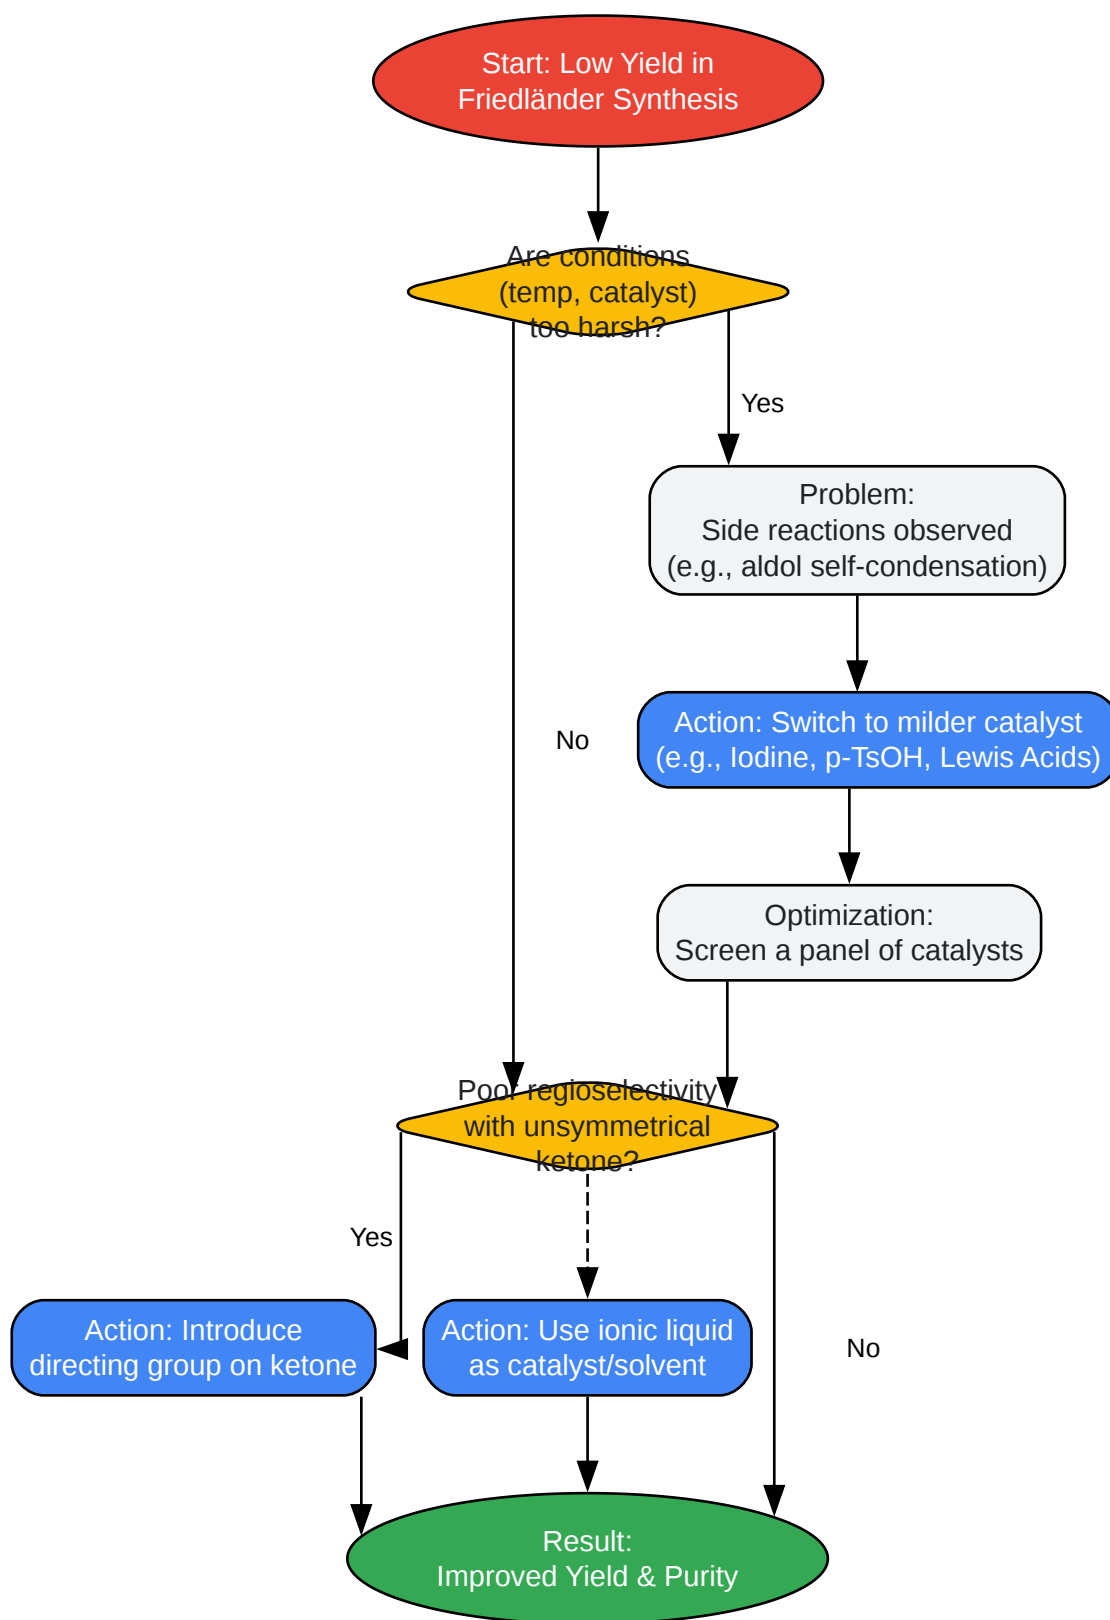 Start: Low Yield in
Friedländer Synthesis
Are conditions
(temp, catalyst)
too harsh?
Yes
Problem:
Side reactions observed
(e.g., aldol self-condensation)
No
Action: Switch to milder catalyst
(e.g., Iodine, p-TsOH, Lewis Acids)
Optimization:
Screen a panel of catalysts
Poor regioselectivity
with unsymmetrical
ketone?
Yes
Action: Introduce
directing group on ketone
Action: Use ionic liquid
as catalyst/solvent
No
Result:
Improved Yield & Purity